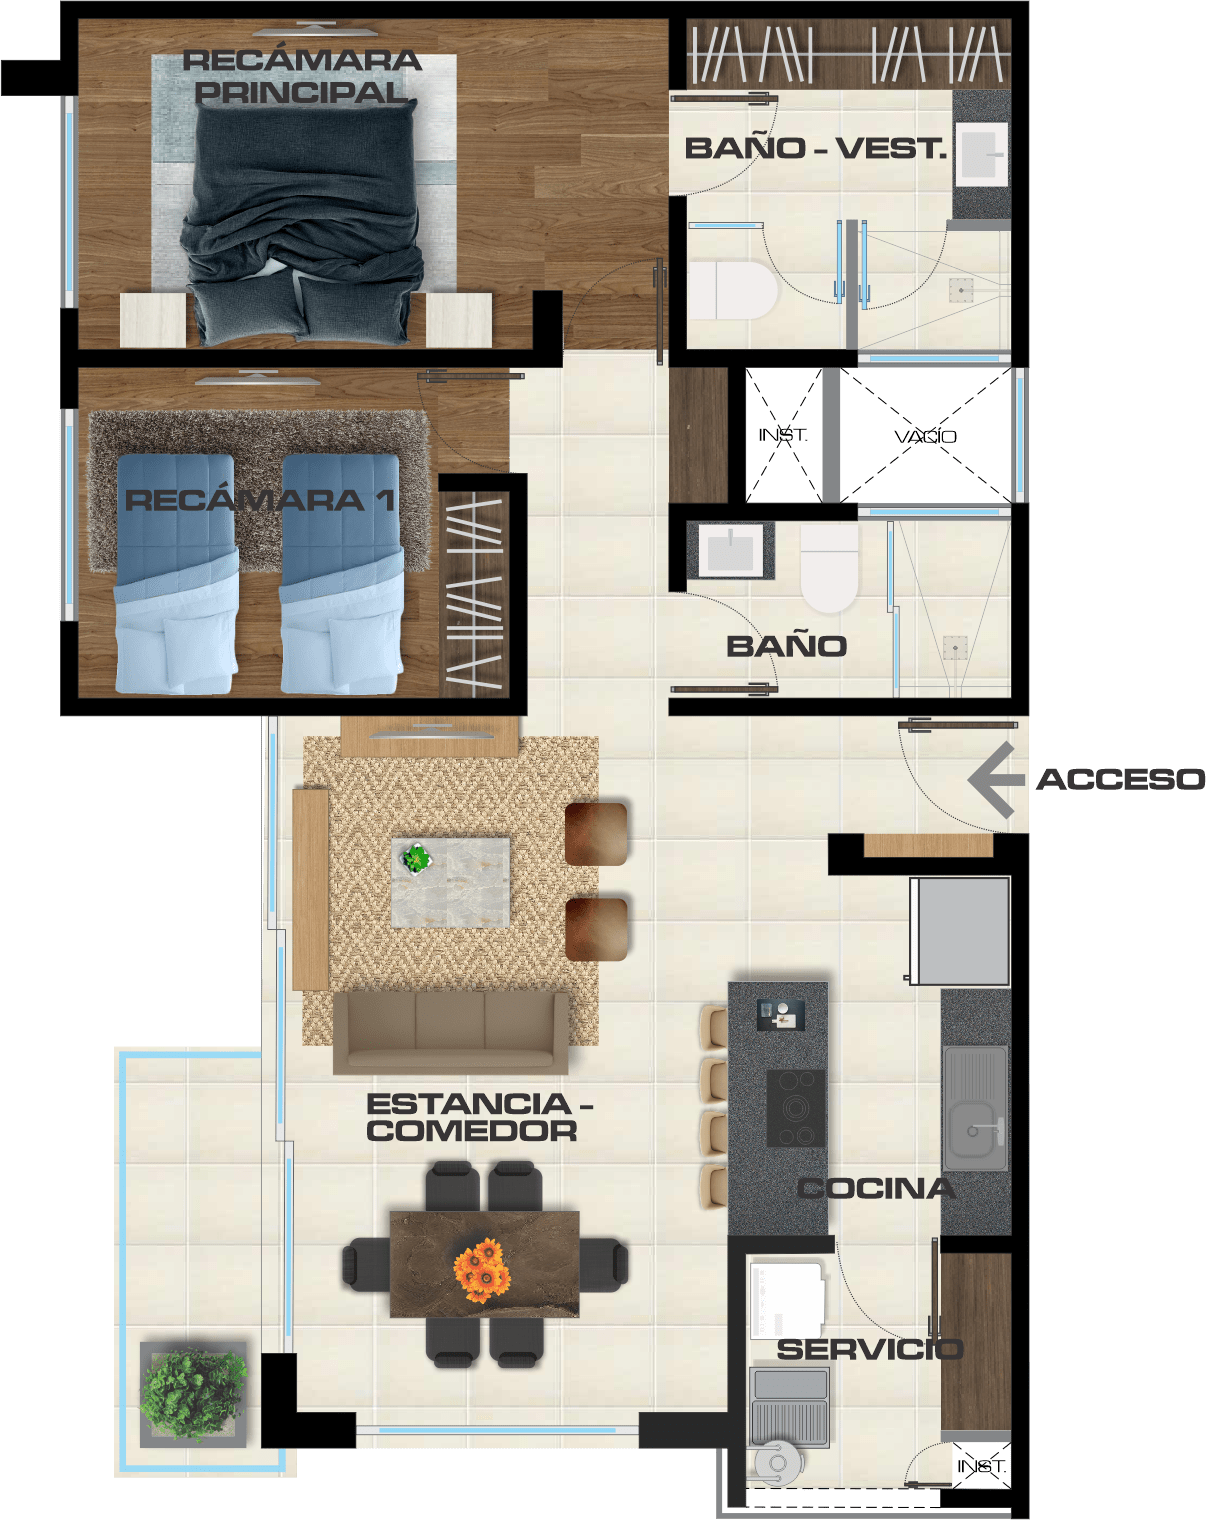 RECÁMARA
PRINCIPAL
BAÑO - VEST.
INST.
VACÍO
RECÁMARA 1
BAÑO
ACCESO
ESTANCIA -
COMEDOR
COCINA
SERVICIO
INST.